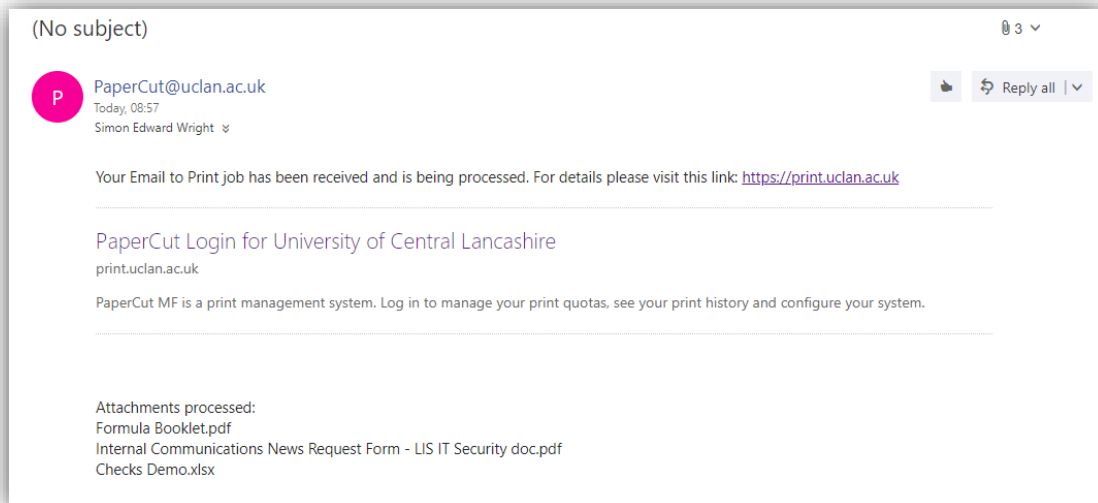 (No subject)
3
P
PaperCut@uclan.ac.uk
Today, 08:57
Simon Edward Wright
Reply all
Your Email to Print job has been received and is being processed. For details please visit this link: https://print.uclan.ac.uk
PaperCut Login for University of Central Lancashire
print.uclan.ac.uk
PaperCut MF is a print management system. Log in to manage your print quotas, see your print history and configure your system.
Attachments processed:
Formula Booklet.pdf
Internal Communications News Request Form - LIS IT Security doc.pdf
Checks Demo.xlsx